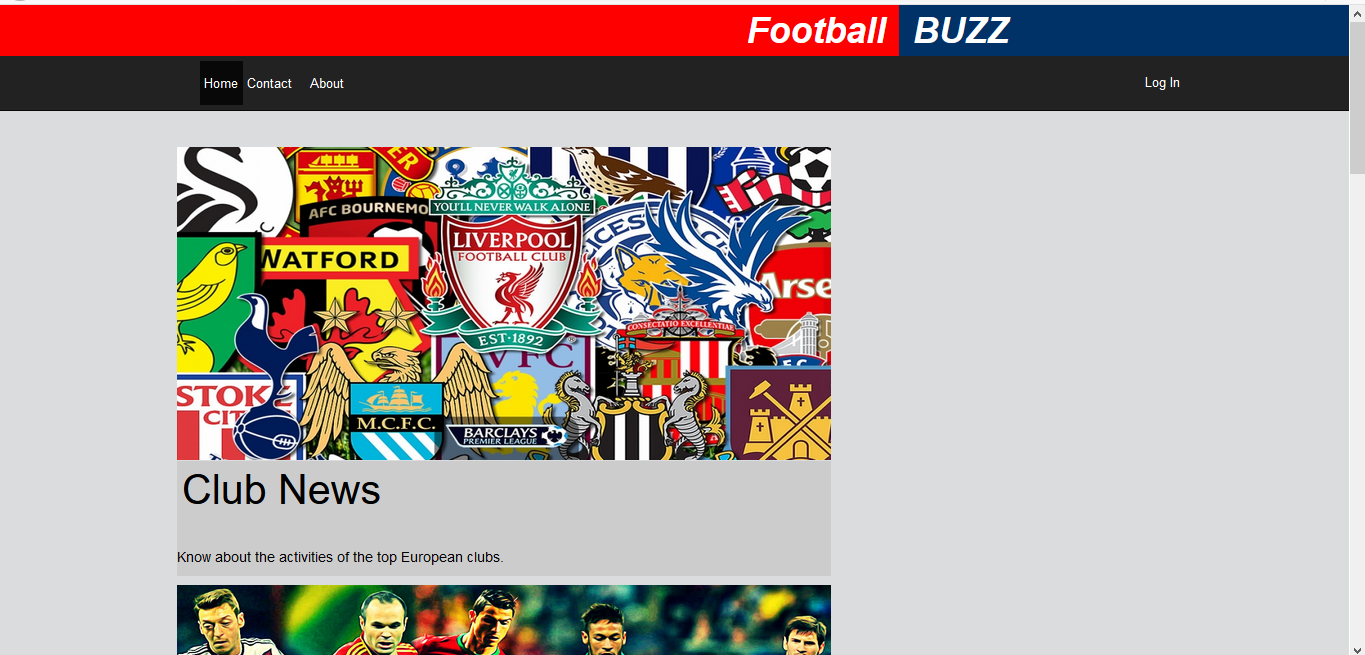 Football BUZZ
Home Contact About Log In
AFC BOURNEMO
YOU'LL NEVER WALK ALONE
WATFORD
LIVERPOOL
FOOTBALL CLUB
Arse
CONSECTATIO EXCELLENTIAE
EST·1892
VFC
F C
STOKE
CIT
M.C.F.C.
BARCLAYS
PREMIER LEAGUE
Club News
Know about the activities of the top European clubs.